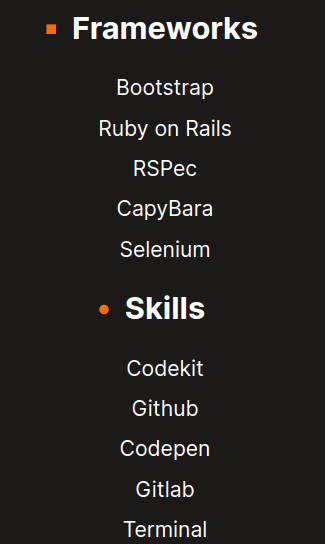 Frameworks
Bootstrap
Ruby on Rails
RSPec
CapyBara
Selenium
Skills
Codekit
Github
Codepen
Gitlab
Terminal